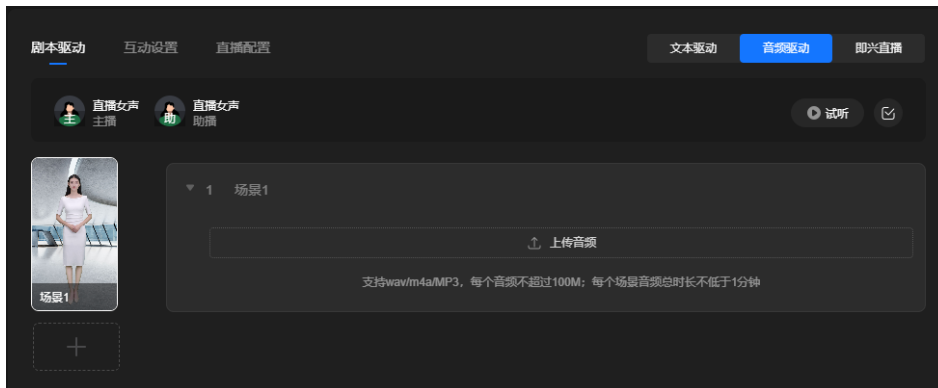 剧本驱动 互动设置 直播配置 文本驱动 音频驱动 即兴直播
主 直播女声 助 直播女声 试听
主播 助播
1 场景1
上传音频
支持wav/m4a/MP3，每个音频不超过100M；每个场景音频总时长不低于1分钟
场景1